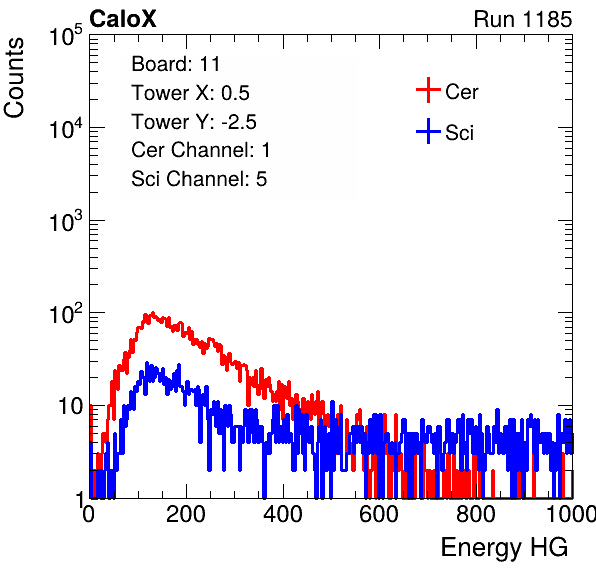 CaloX Run 1185
Counts
Board: 11
Tower X: 0.5
Tower Y: -2.5
Cer Channel: 1
Sci Channel: 5
Cer
Sci
10^5
10^4
10^3
10^2
10
1
0 200 400 600 800 1000
Energy HG